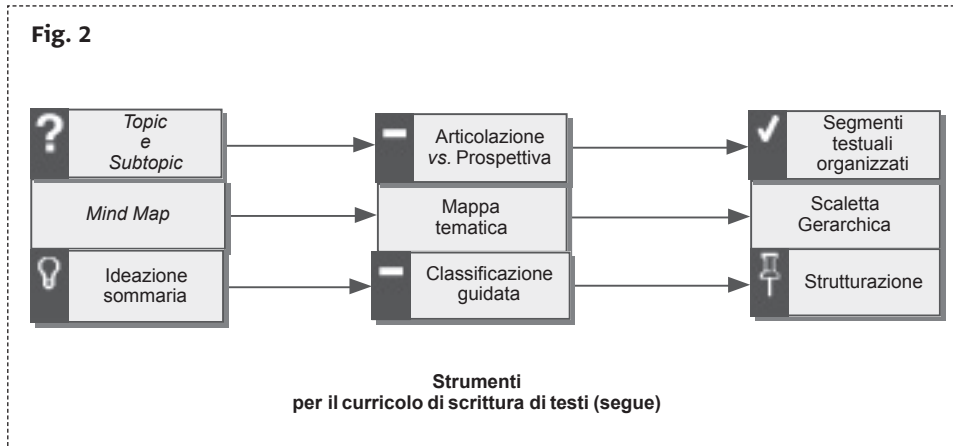 Fig. 2
Topic
e
Subtopic
Articolazione
vs. Prospettiva
Segmenti
testuali
organizzati
Mind Map
Mappa
tematica
Scaletta
Gerarchica
Ideazione
sommaria
Classificazione
guidata
Strutturazione
Strumenti
per il curricolo di scrittura di testi (segue)